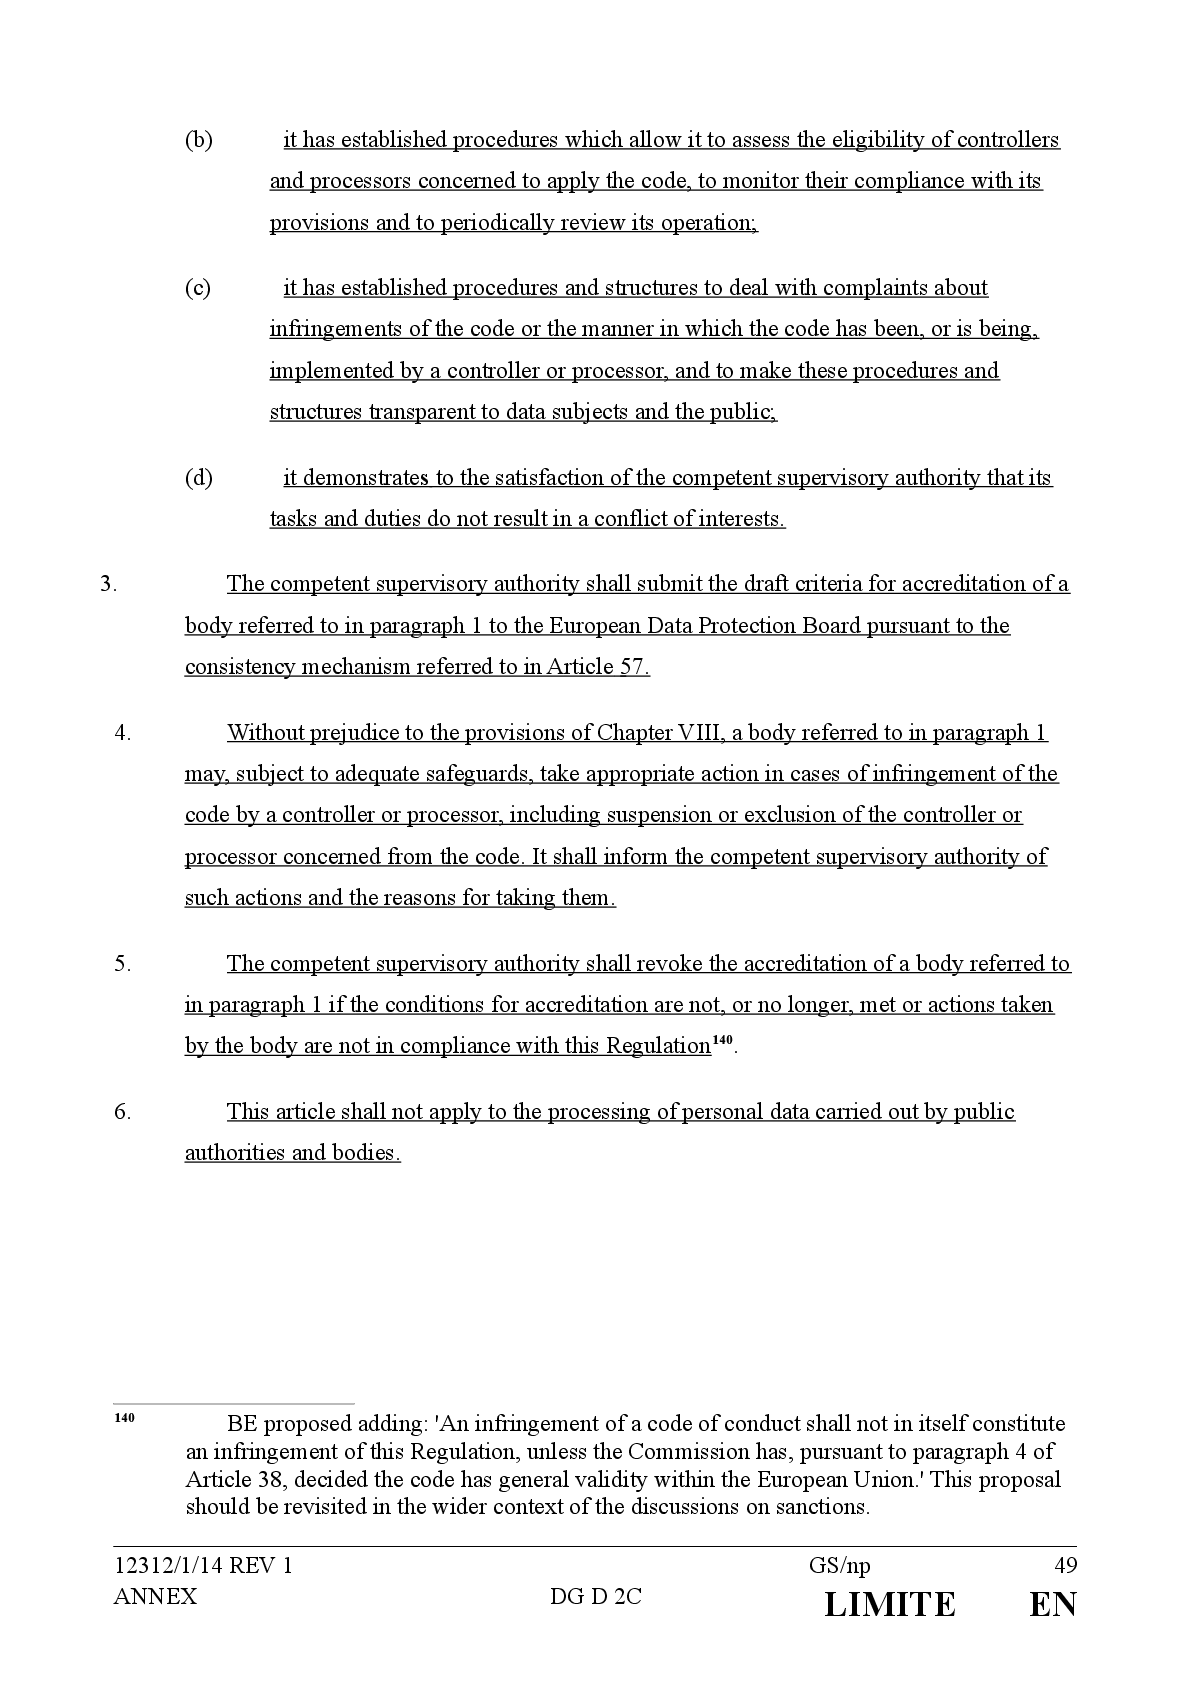 (b) it has established procedures which allow it to assess the eligibility of controllers
and processors concerned to apply the code, to monitor their compliance with its
provisions and to periodically review its operation;
(c) it has established procedures and structures to deal with complaints about
infringements of the code or the manner in which the code has been, or is being,
implemented by a controller or processor, and to make these procedures and
structures transparent to data subjects and the public;
(d) it demonstrates to the satisfaction of the competent supervisory authority that its
tasks and duties do not result in a conflict of interests.
3. The competent supervisory authority shall submit the draft criteria for accreditation of a
body referred to in paragraph 1 to the European Data Protection Board pursuant to the
consistency mechanism referred to in Article 57.
4. Without prejudice to the provisions of Chapter VIII, a body referred to in paragraph 1
may, subject to adequate safeguards, take appropriate action in cases of infringement of the
code by a controller or processor, including suspension or exclusion of the controller or
processor concerned from the code. It shall inform the competent supervisory authority of
such actions and the reasons for taking them.
5. The competent supervisory authority shall revoke the accreditation of a body referred to
in paragraph 1 if the conditions for accreditation are not, or no longer, met or actions taken
by the body are not in compliance with this Regulation140.
6. This article shall not apply to the processing of personal data carried out by public
authorities and bodies.
140 BE proposed adding: 'An infringement of a code of conduct shall not in itself constitute
an infringement of this Regulation, unless the Commission has, pursuant to paragraph 4 of
Article 38, decided the code has general validity within the European Union.' This proposal
should be revisited in the wider context of the discussions on sanctions.
12312/1/14 REV 1 GS/np 49
ANNEX DG D 2C LIMITE EN